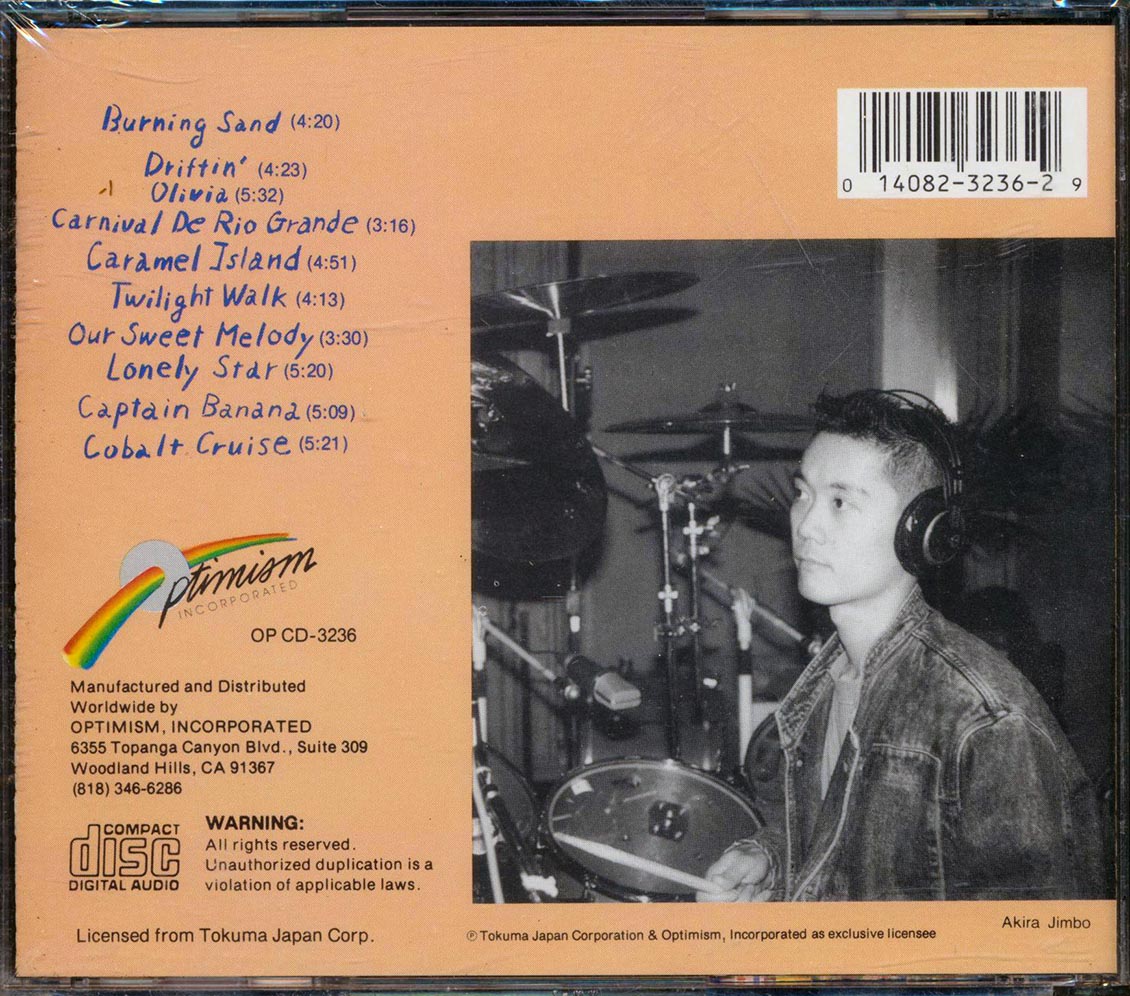 Burning Sand (4:20)
Driftin' (4:23)
Olivia (5:32)
Carnival De Rio Grande (3:16)
Caramel Island (4:51)
Twilight Walk (4:13)
Our Sweet Melody (3:30)
Lonely Star (5:20)
Captain Banana (5:09)
Cobalt Cruise (5:21)
0 14082-3236-2 9
Optimism
INCORPORATED
OP CD-3236
Manufactured and Distributed
Worldwide by
OPTIMISM, INCORPORATED
6355 Topanga Canyon Blvd., Suite 309
Woodland Hills, CA 91367
(818) 346-6286
COMPACT
disc
DIGITAL AUDIO
WARNING:
All rights reserved.
Unauthorized duplication is a
violation of applicable laws.
Licensed from Tokuma Japan Corp.
℗ Tokuma Japan Corporation & Optimism, Incorporated as exclusive licensee
Akira Jimbo